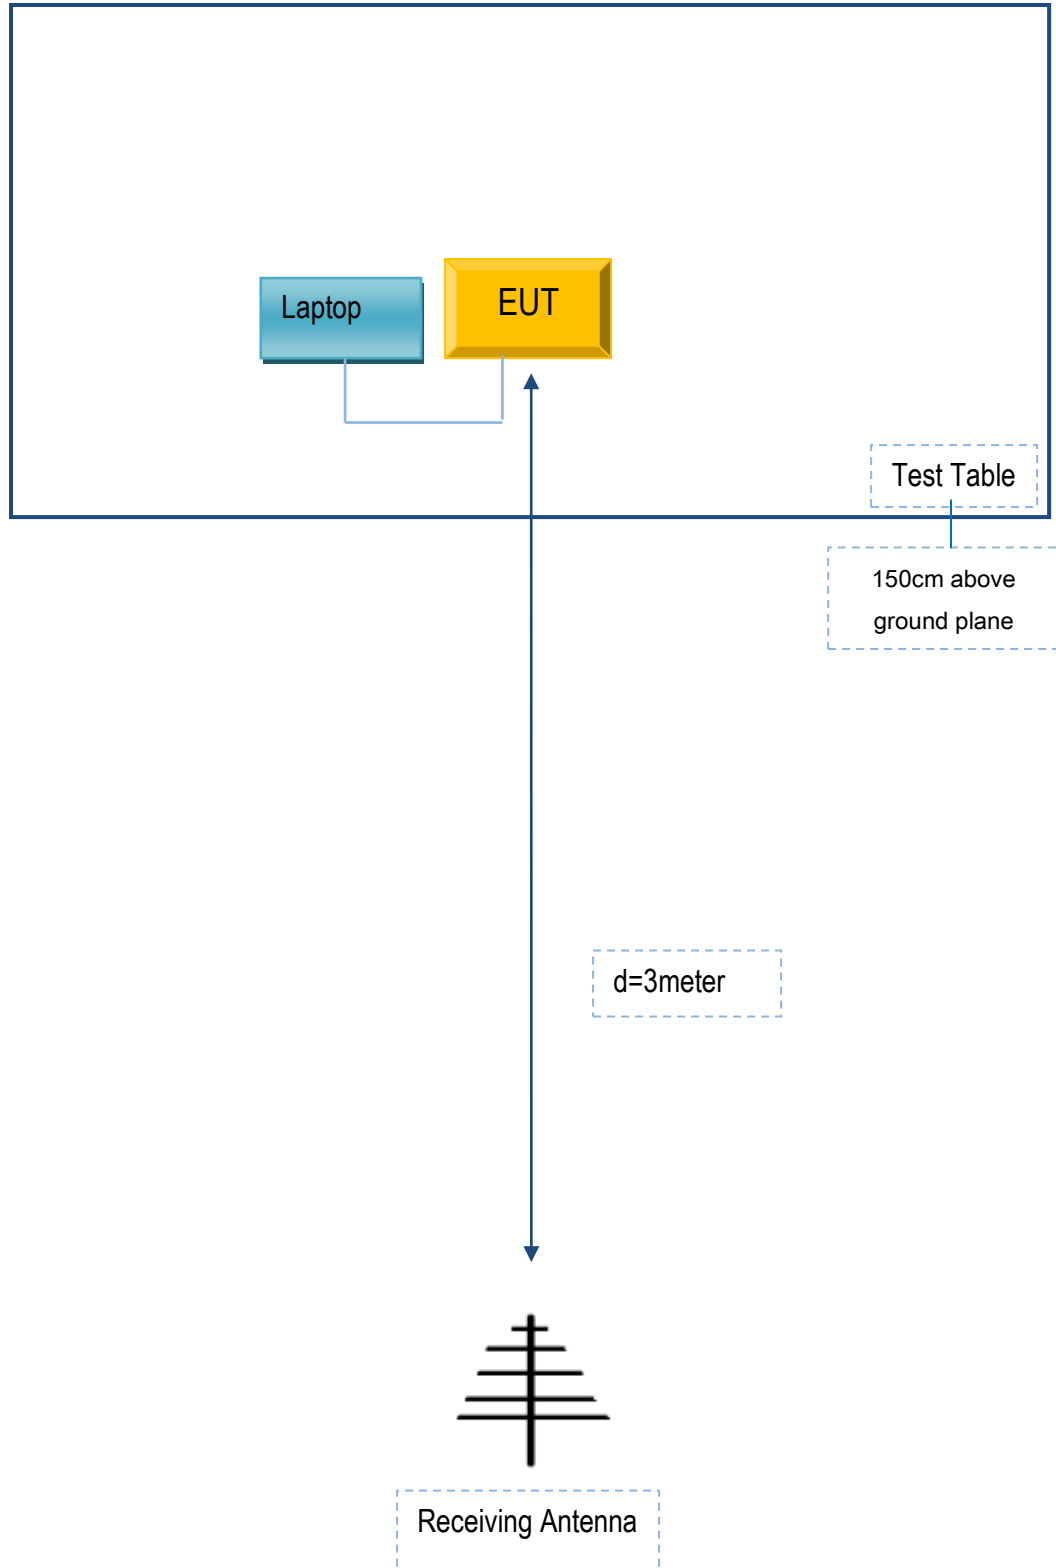 Laptop
EUT
Test Table
150cm above
ground plane
d=3meter
Receiving Antenna